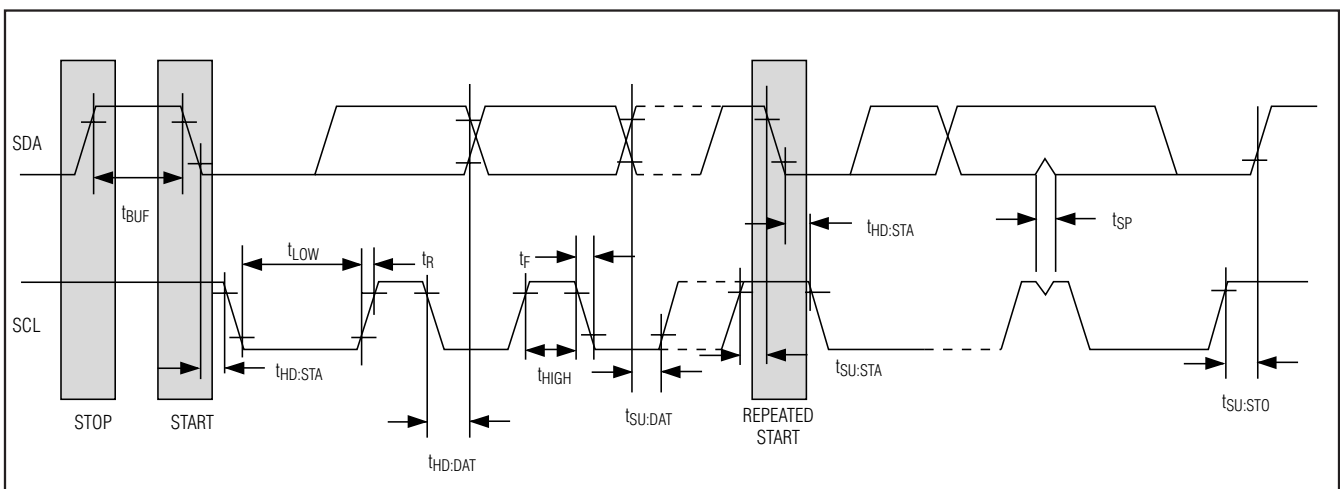 SDA
tBUF
tLOW
tR
tF
tHD:STA
tSP
SCL
tHD:STA
tHIGH
tSU:STA
tSU:DAT
tSU:STO
STOP
START
REPEATED
START
tHD:DAT